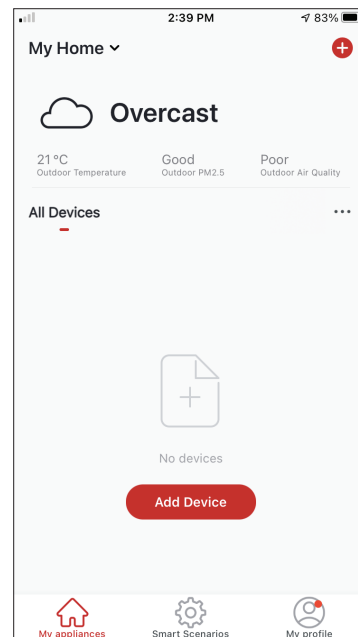 2:39 PM 83%
My Home
Overcast
21 °C Good Poor
Outdoor Temperature Outdoor PM2.5 Outdoor Air Quality
All Devices
No devices
Add Device
My appliances Smart Scenarios My profile